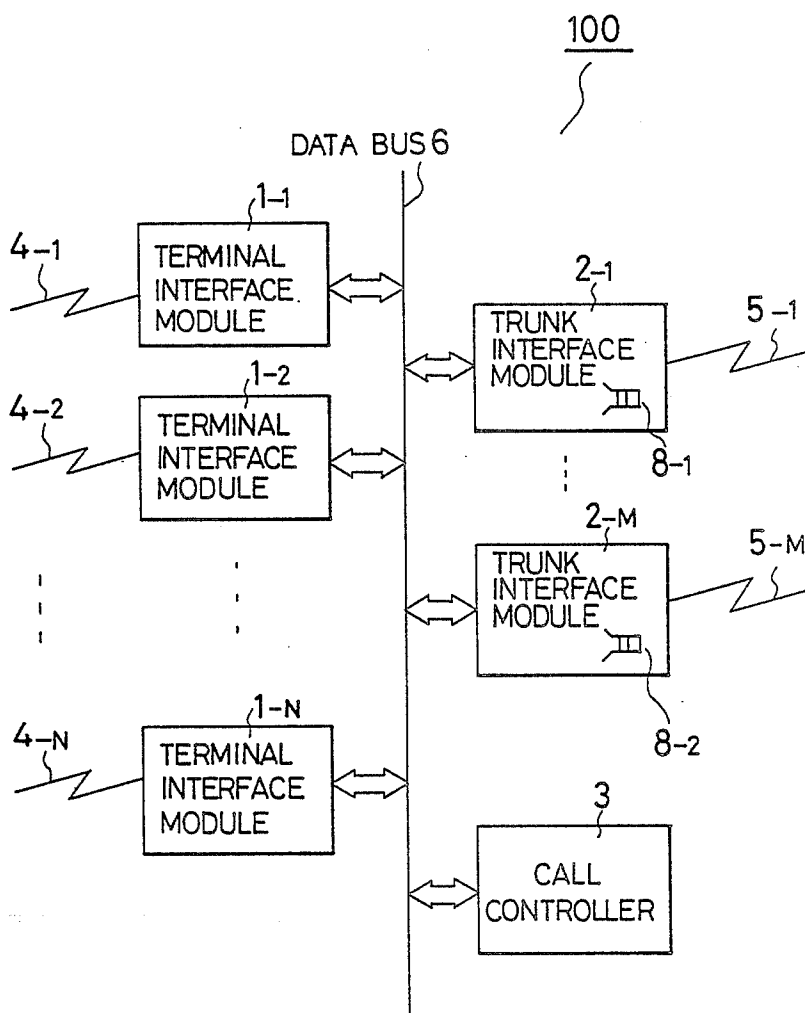 100
DATA BUS 6
1-1
4-1
TERMINAL
INTERFACE
MODULE
2-1
5-1
TRUNK
INTERFACE
MODULE
8-1
1-2
4-2
TERMINAL
INTERFACE
MODULE
2-M
5-M
TRUNK
INTERFACE
MODULE
8-2
1-N
4-N
TERMINAL
INTERFACE
MODULE
3
CALL
CONTROLLER